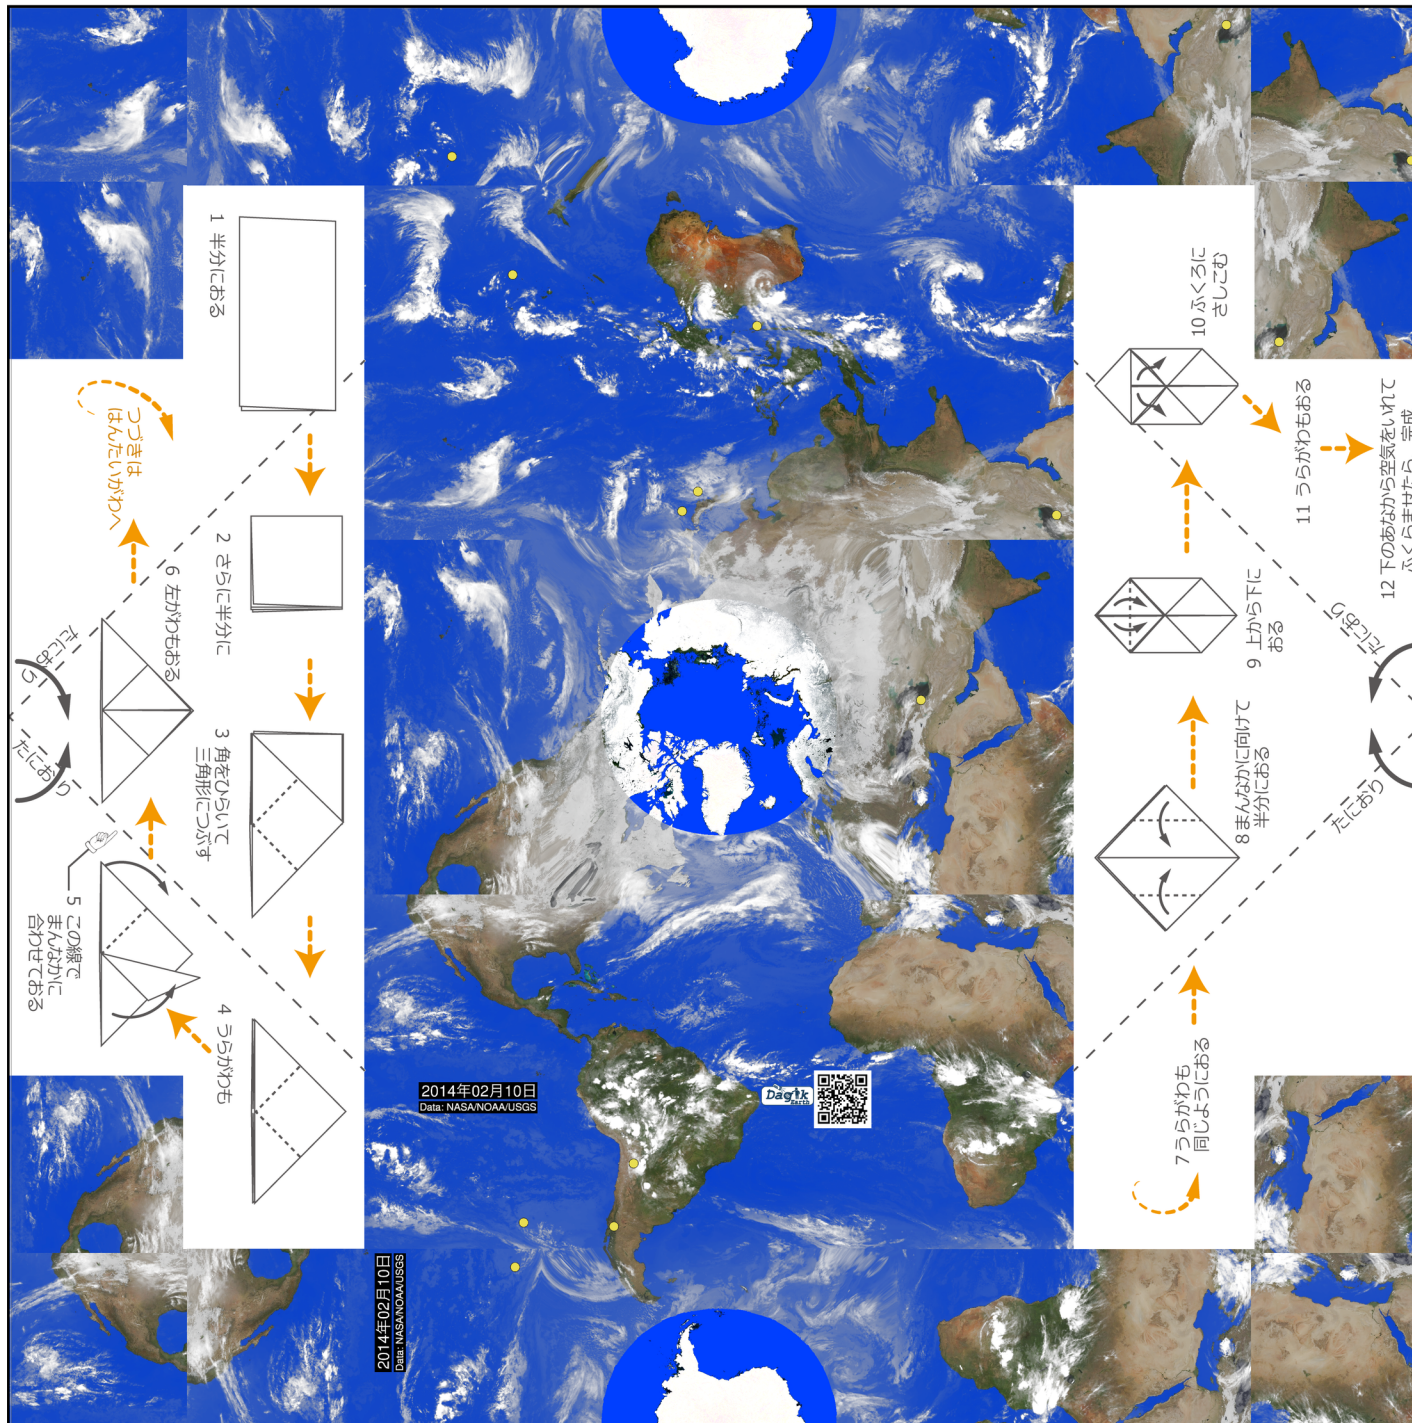 1 半分におる
2 さらに半分に
3 角をひらいて
三角形につぶす
4 うらがわも
5 この線で
まんなかに
合わせておる
6 左がわもおる
つづきは
はんたいがわへ
たにおり
たにおり
7 うらがわも
同じようにおる
8 まんなかに向けて
半分におる
9 上から下に
おる
10 ふくろに
さしこむ
11 うらがわもおる
12 下のあなから空気をいれて
ふくらませたら、完成
たにおり
たにおり
2014年02月10日
Data: NASA/NOAA/USGS
Dagik
Earth
2014年02月10日
Data: NASA/NOAA/USGS